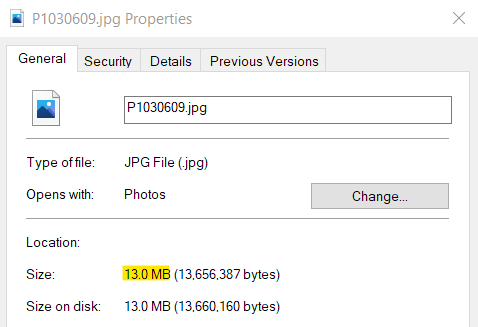 P1030609.jpg Properties
General Security Details Previous Versions
P1030609.jpg
Type of file: JPG File (.jpg)
Opens with: Photos Change...
Location:
Size: 13.0 MB (13,656,387 bytes)
Size on disk: 13.0 MB (13,660,160 bytes)